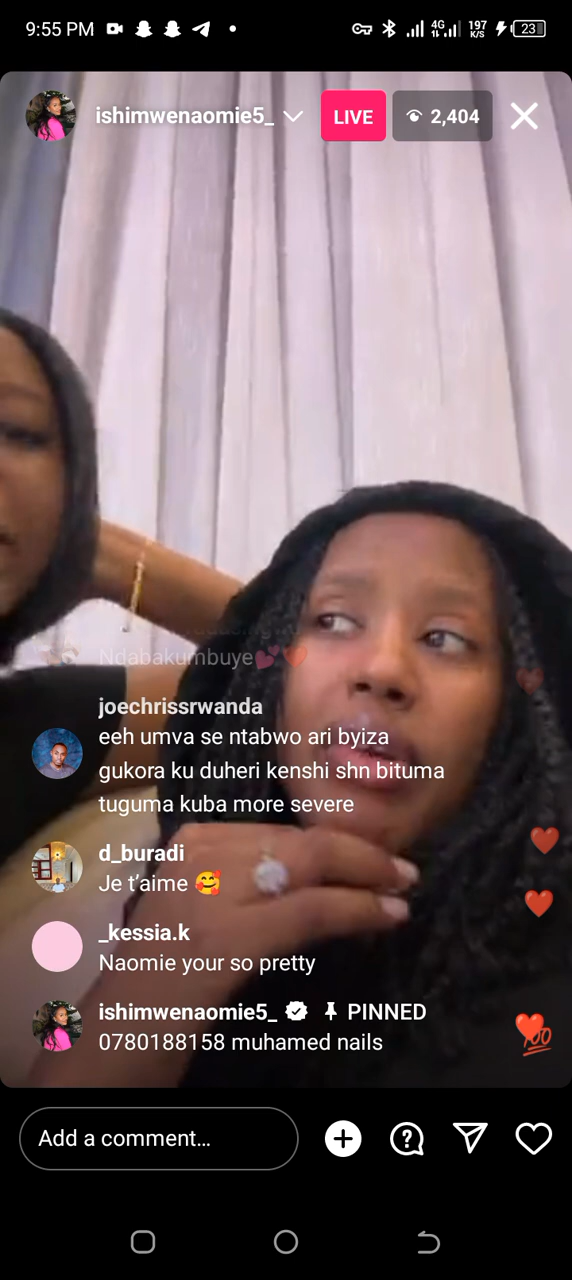 9:55 PM
4G
197
K/S
23
ishimwenaomie5_
LIVE
2,404
Ndabakumbuye💕❤️
joechrissrwanda
eeh umva se ntabwo ari byiza
gukora ku duheri kenshi shn bituma
tuguma kuba more severe
d_buradi
Je t’aime 🥰
_kessia.k
Naomie your so pretty
ishimwenaomie5_ PINNED
0780188158 muhamed nails
Add a comment…